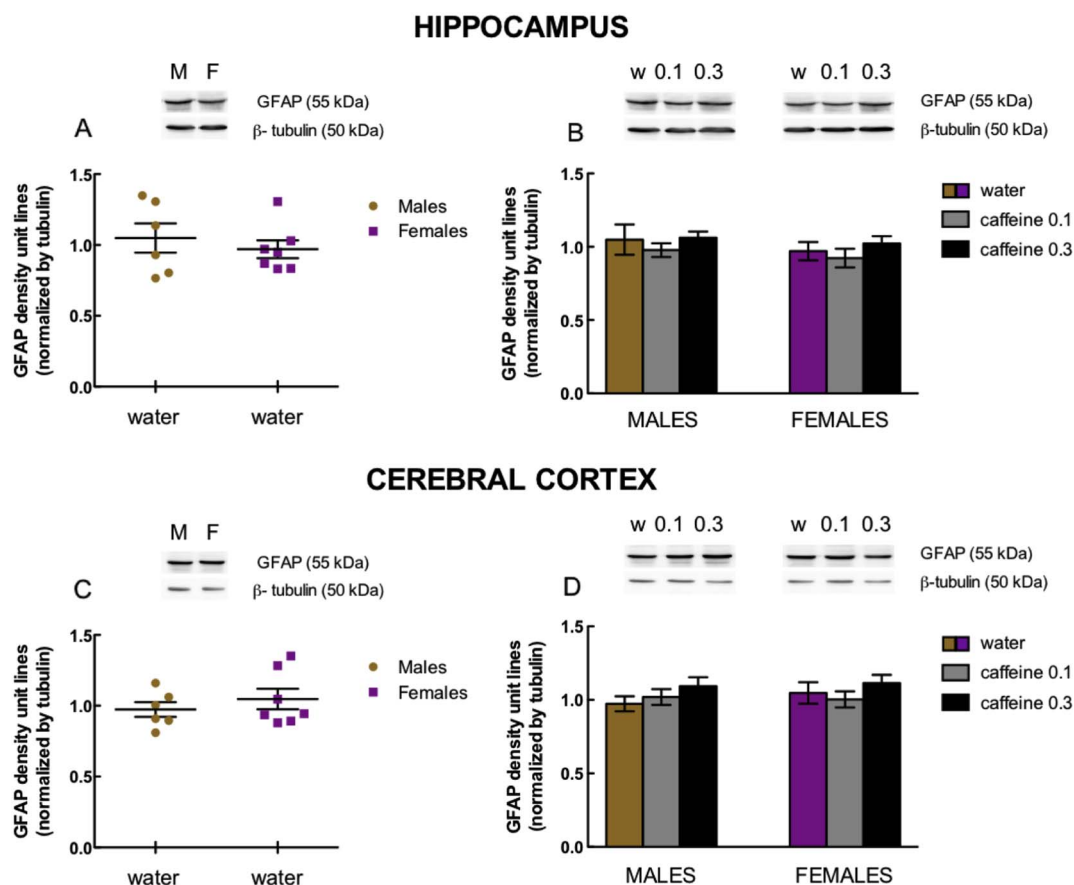 HIPPOCAMPUS
M F
GFAP (55 kDa)
β- tubulin (50 kDa)
A
GFAP density unit lines
(normalized by tubulin)
1.5
1.0
0.5
0.0
water water
Males
Females
w 0.1 0.3
GFAP (55 kDa)
β-tubulin (50 kDa)
B
GFAP density unit lines
(normalized by tubulin)
1.5
1.0
0.5
0.0
MALES FEMALES
water
caffeine 0.1
caffeine 0.3
w 0.1 0.3
CEREBRAL CORTEX
M F
GFAP (55 kDa)
β- tubulin (50 kDa)
C
GFAP density unit lines
(normalized by tubulin)
1.5
1.0
0.5
0.0
water water
Males
Females
w 0.1 0.3
w 0.1 0.3
GFAP (55 kDa)
β-tubulin (50 kDa)
D
GFAP density unit lines
(normalized by tubulin)
1.5
1.0
0.5
0.0
MALES FEMALES
water
caffeine 0.1
caffeine 0.3